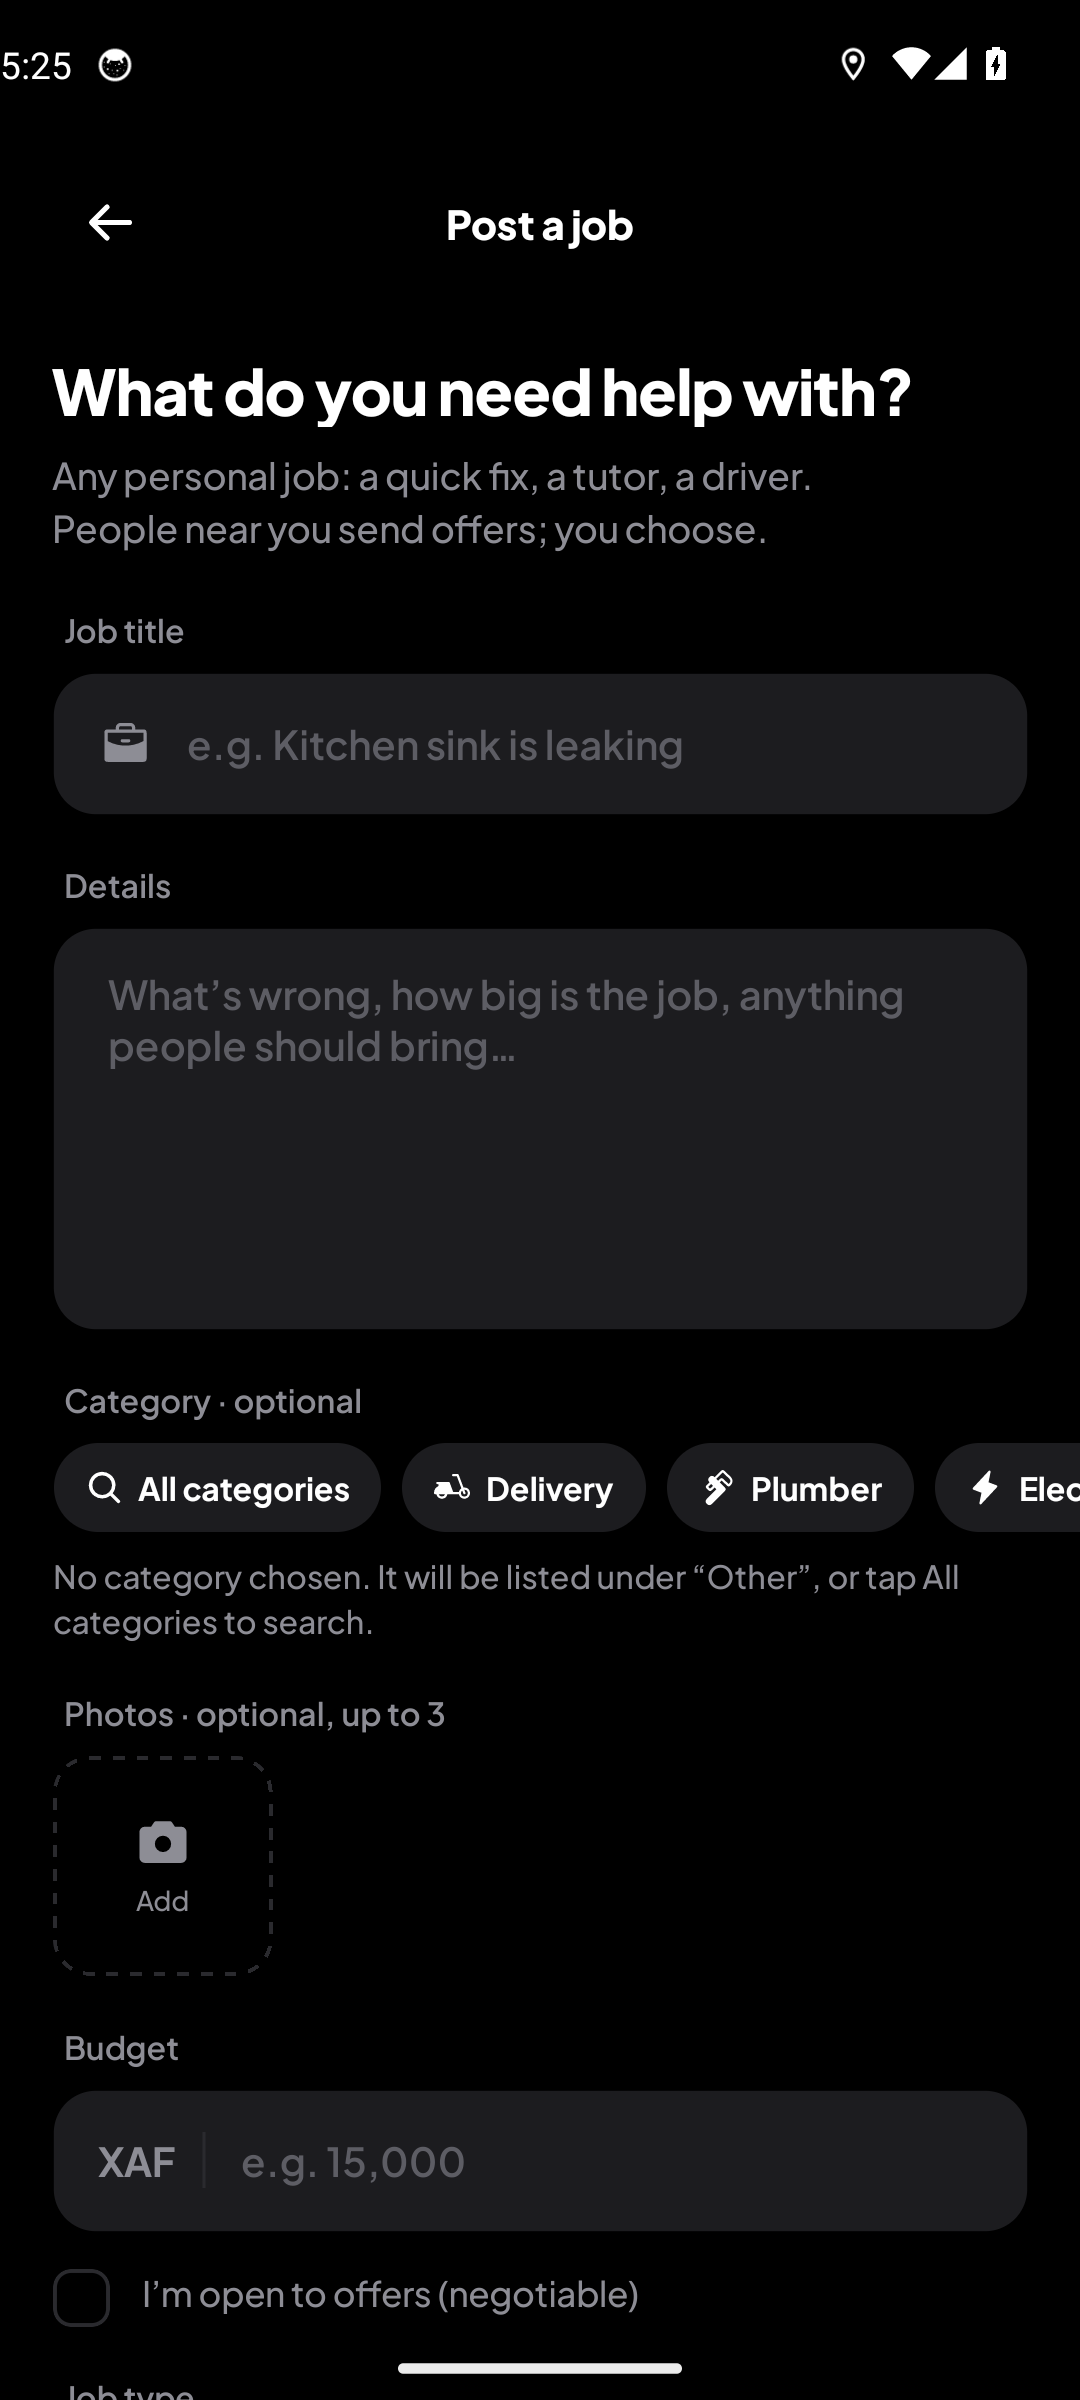 5:25
Post a job
What do you need help with?
Any personal job: a quick fix, a tutor, a driver.
People near you send offers; you choose.
Job title
e.g. Kitchen sink is leaking
Details
What’s wrong, how big is the job, anything
people should bring…
Category · optional
All categories
Delivery
Plumber
Elec
No category chosen. It will be listed under “Other”, or tap All
categories to search.
Photos · optional, up to 3
Add
Budget
XAF
e.g. 15,000
I’m open to offers (negotiable)
Job type